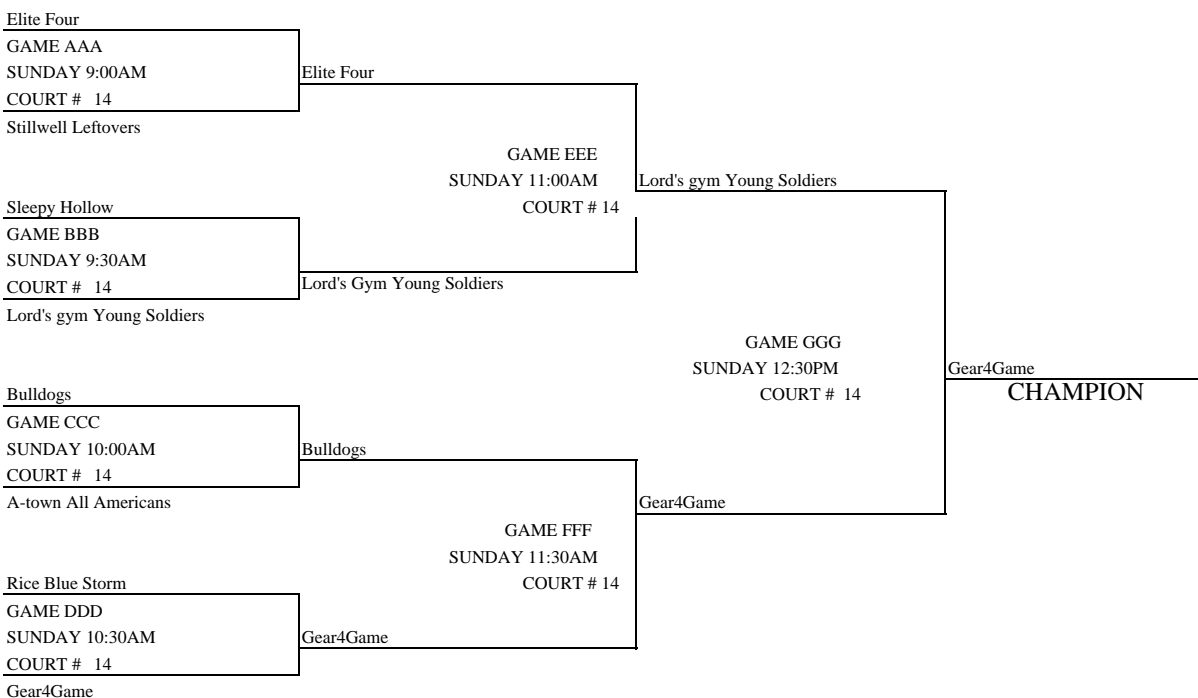 Elite Four
GAME AAA
SUNDAY 9:00AM
COURT # 14
Stillwell Leftovers
Sleepy Hollow
GAME BBB
SUNDAY 9:30AM
COURT # 14
Lord's gym Young Soldiers
Bulldogs
GAME CCC
SUNDAY 10:00AM
COURT # 14
A-town All Americans
Rice Blue Storm
GAME DDD
SUNDAY 10:30AM
COURT # 14
Gear4Game
Elite Four
GAME EEE
SUNDAY 11:00AM
COURT # 14
Lord's Gym Young Soldiers
Bulldogs
GAME FFF
SUNDAY 11:30AM
COURT # 14
Gear4Game
Lord's gym Young Soldiers
GAME GGG
SUNDAY 12:30PM
COURT # 14
Gear4Game
Gear4Game
CHAMPION